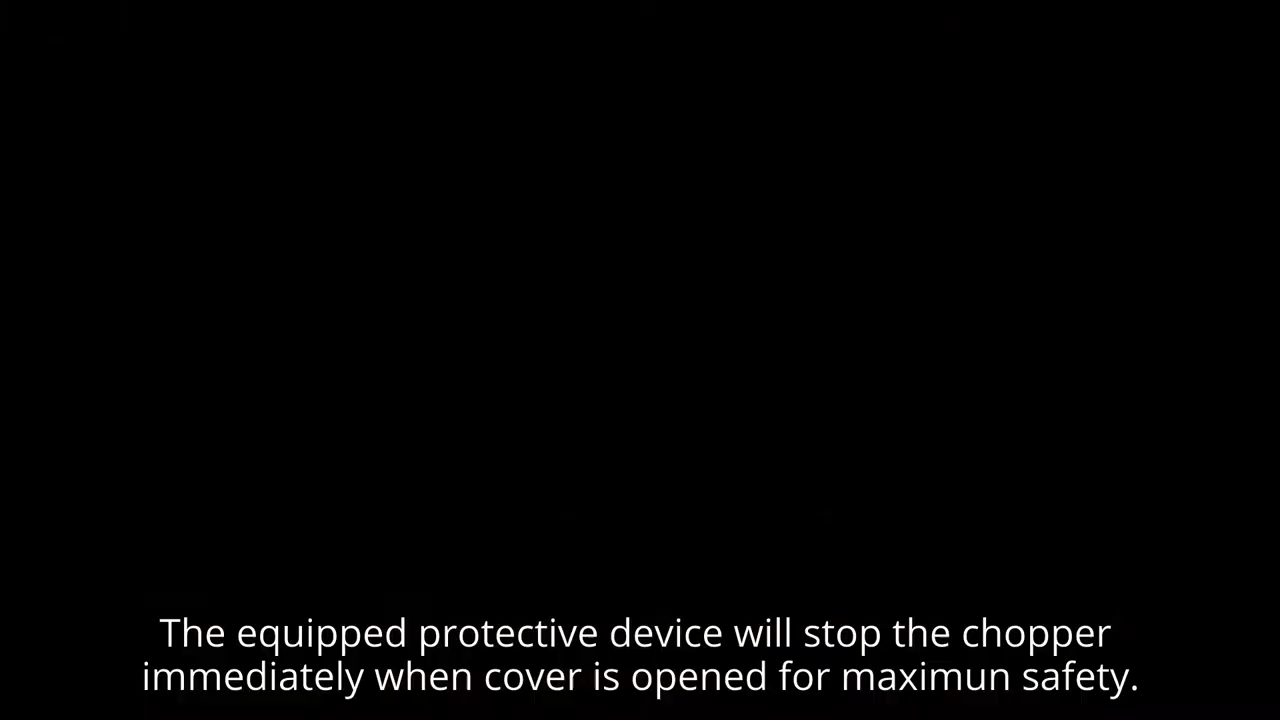 The equipped protective device will stop the chopper
immediately when cover is opened for maximun safety.